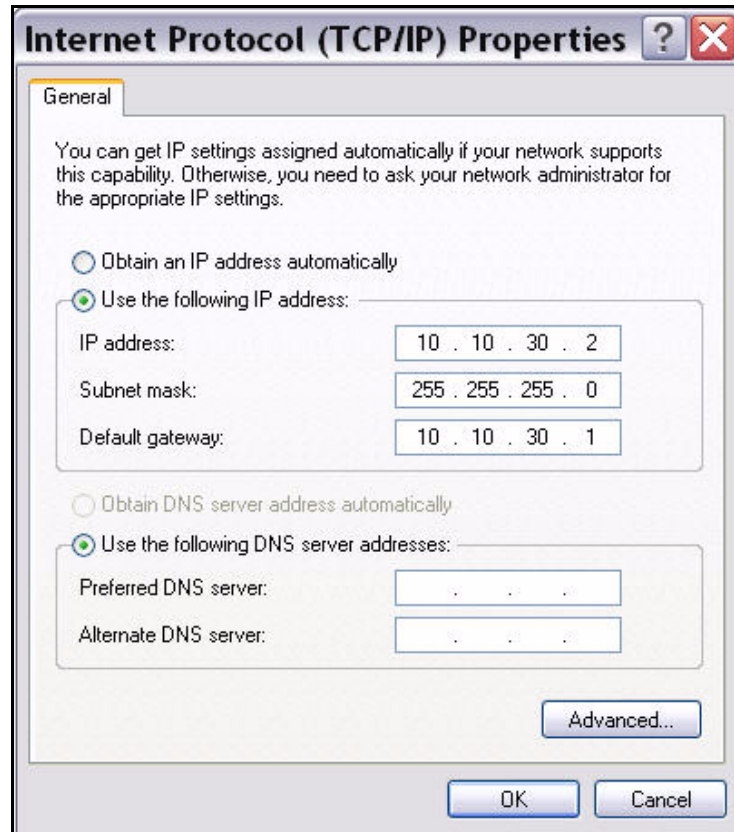 Internet Protocol (TCP/IP) Properties ?
General
You can get IP settings assigned automatically if your network supports
this capability. Otherwise, you need to ask your network administrator for
the appropriate IP settings.
Obtain an IP address automatically
Use the following IP address:
IP address: 10 . 10 . 30 . 2
Subnet mask: 255 . 255 . 255 . 0
Default gateway: 10 . 10 . 30 . 1
Obtain DNS server address automatically
Use the following DNS server addresses:
Preferred DNS server: . . .
Alternate DNS server: . . .
Advanced...
OK Cancel